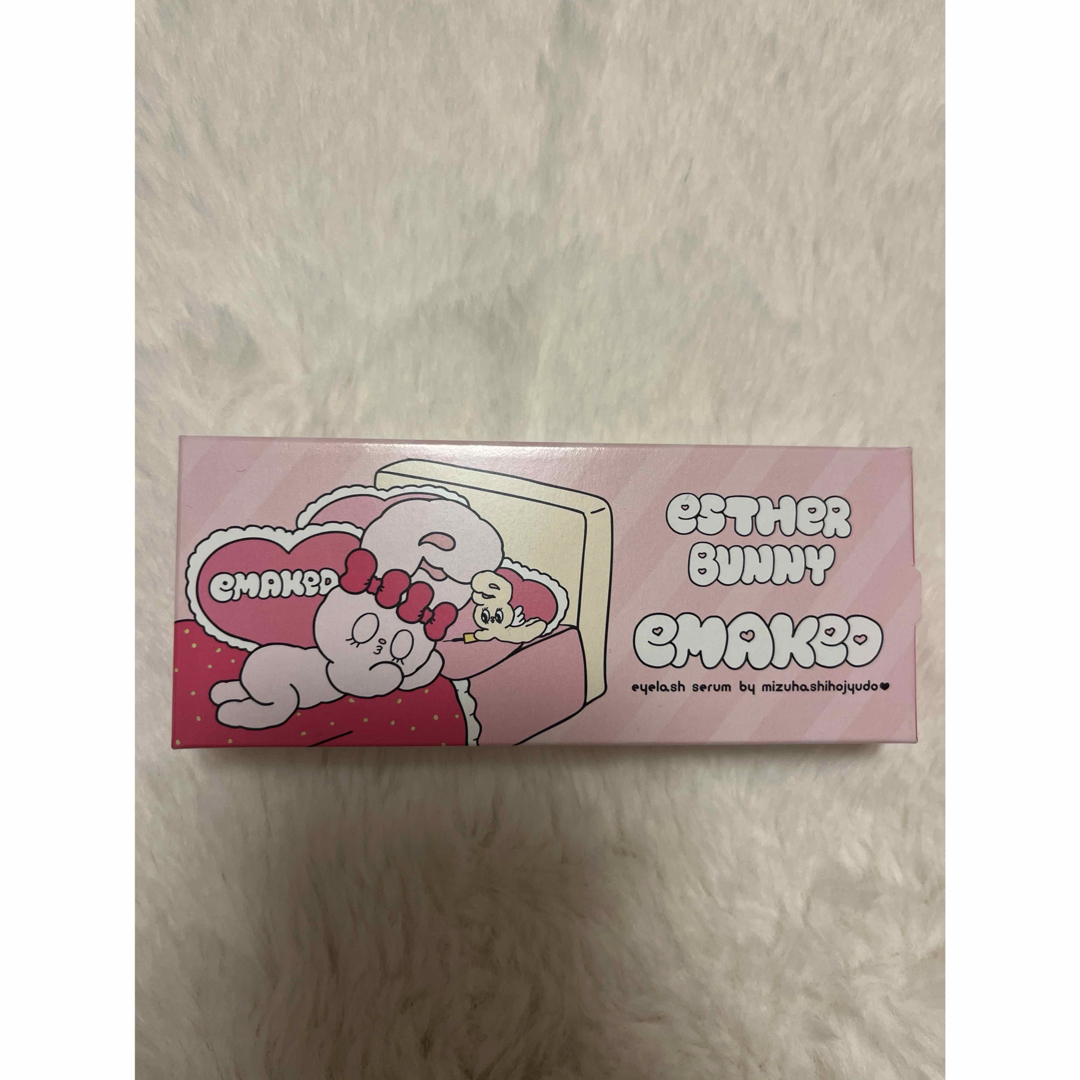 emaked
esther
bunny
emaked
eyelash serum by mizuhashihojyudo♥